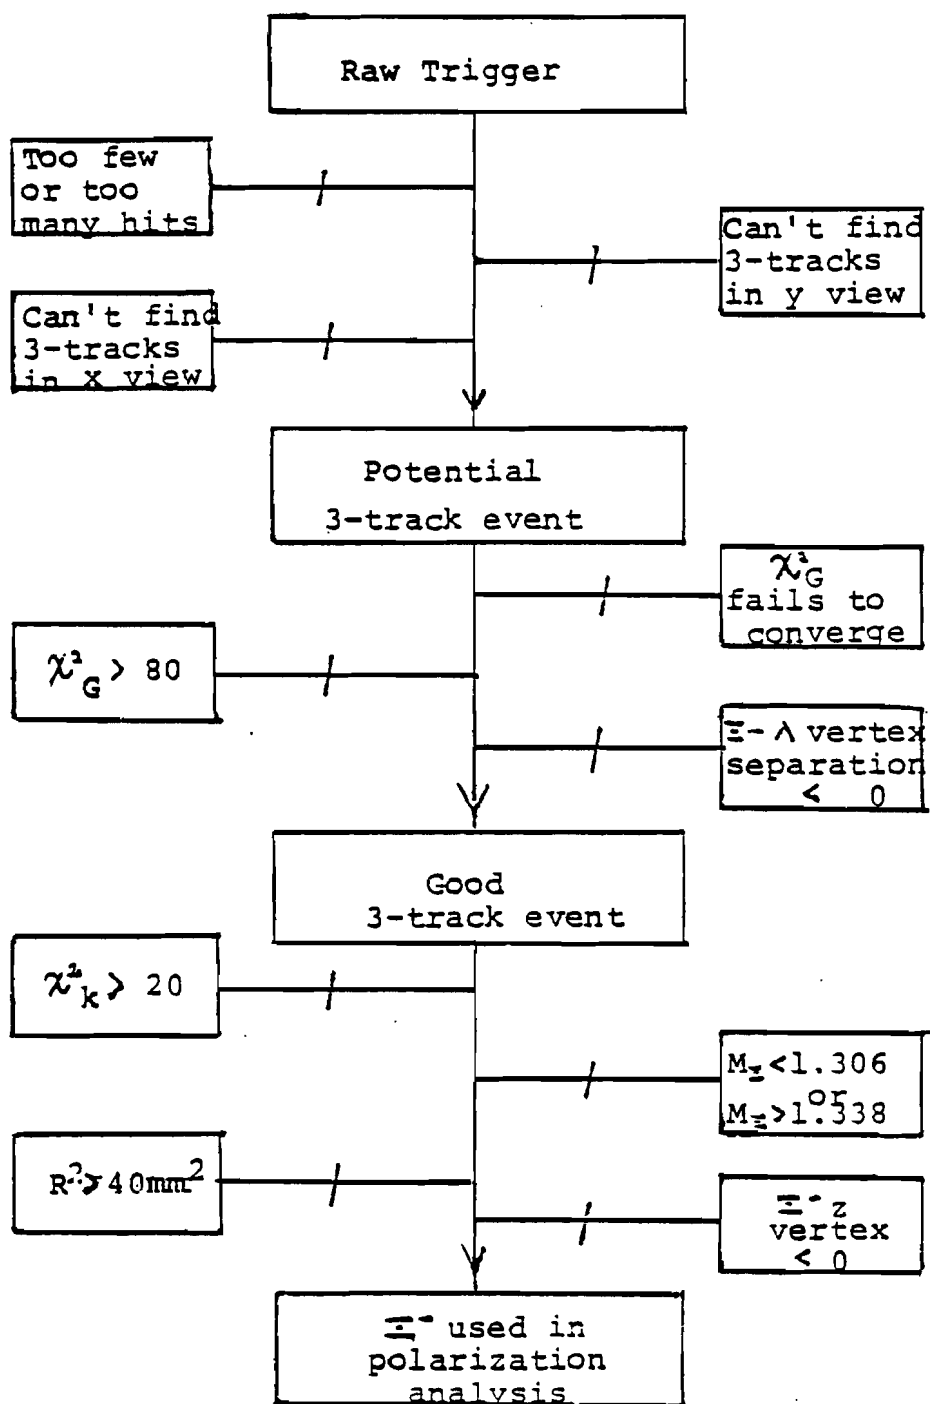 Raw Trigger
Too few
or too
many hits
Can't find
3-tracks
in y view
Can't find
3-tracks
in x view
Potential
3-track event
χ²G
fails to
converge
χ²G > 80
Ξ-Λ vertex
separation
< 0
Good
3-track event
χ²k > 20
MΞ<1.306
or
MΞ>1.338
R²>40mm²
Ξ⁻z
vertex
< 0
Ξ⁻ used in
polarization
analysis